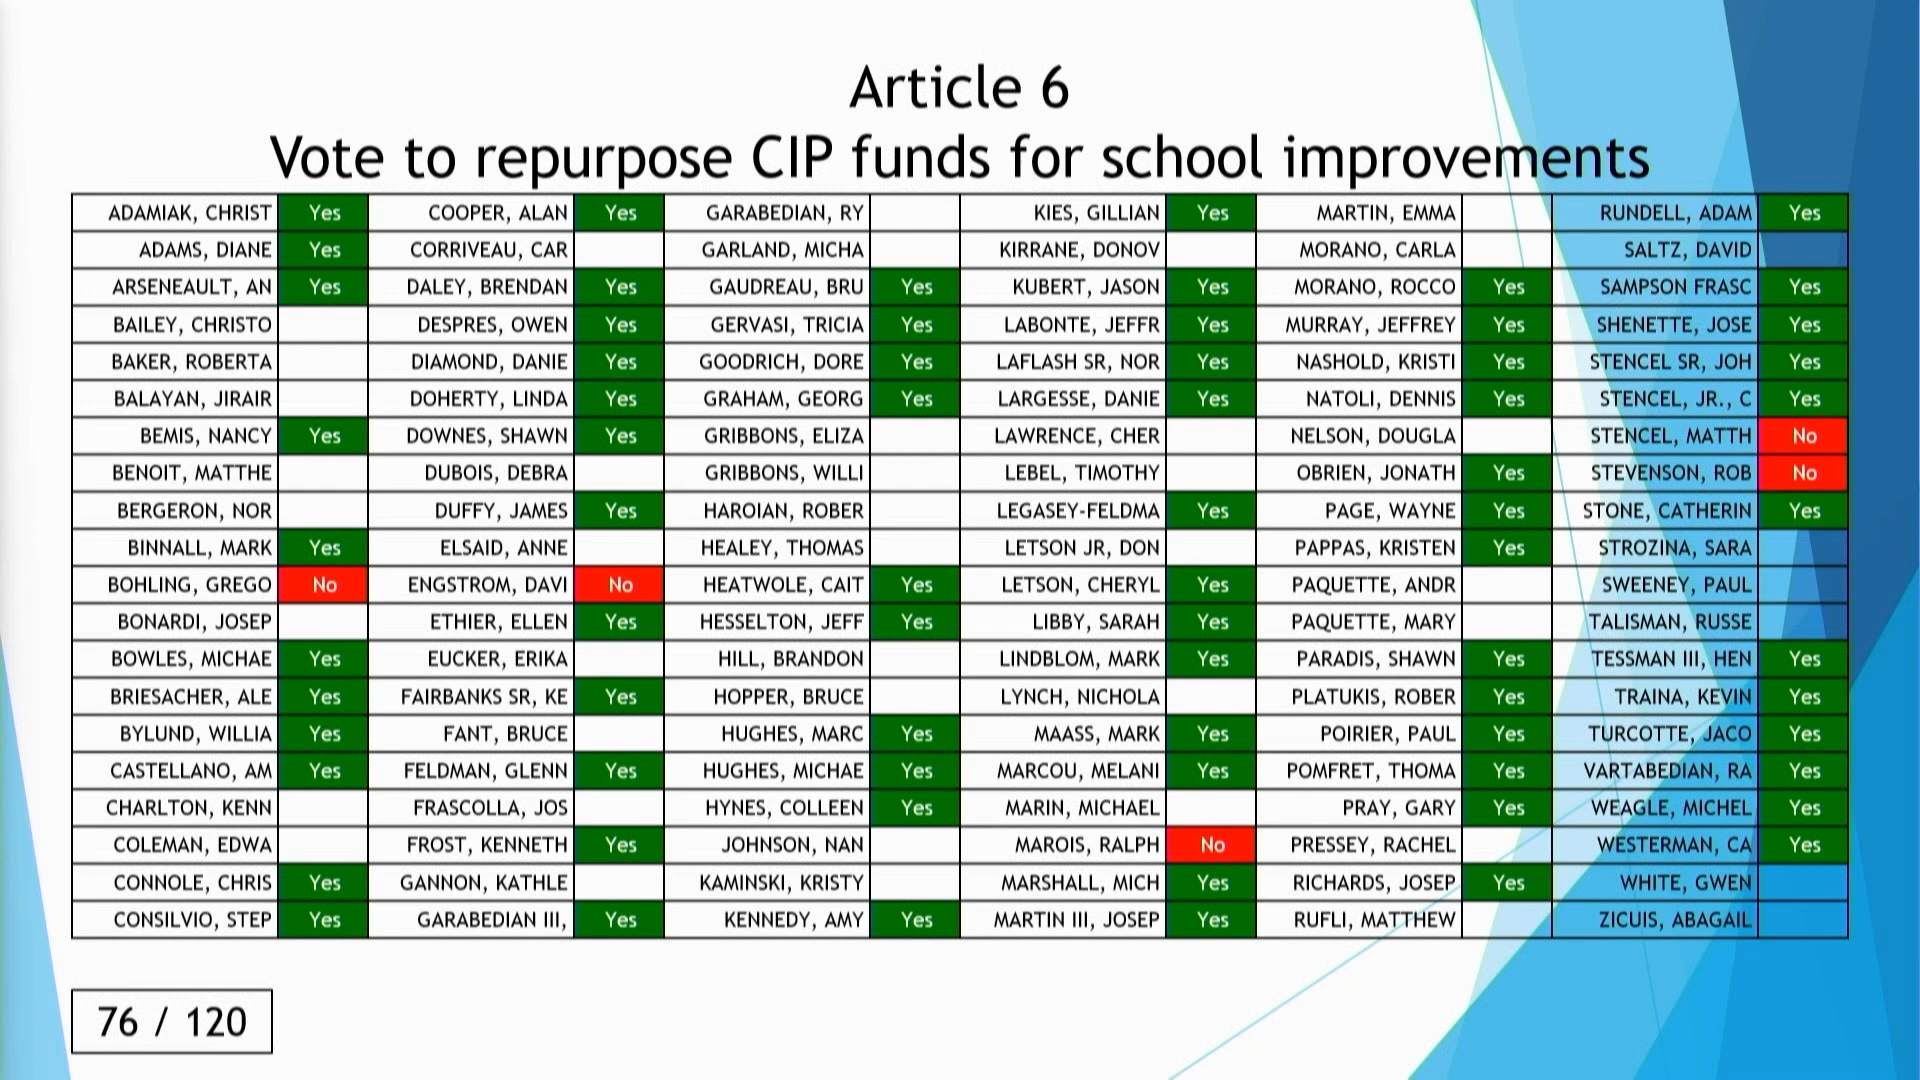 Article 6
Vote to repurpose CIP funds for school improvements
ADAMIAK, CHRIST Yes COOPER, ALAN Yes GARABEDIAN, RY KIES, GILLIAN Yes MARTIN, EMMA RUNDELL, ADAM Yes
ADAMS, DIANE Yes CORRIVEAU, CAR GARLAND, MICHA KIRRANE, DONOV MORANO, CARLA SALTZ, DAVID
ARSENEAULT, AN Yes DALEY, BRENDAN Yes GAUDREAU, BRU Yes KUBERT, JASON Yes MORANO, ROCCO Yes SAMPSON FRASC Yes
BAILEY, CHRISTO DESPRES, OWEN Yes GERVASI, TRICIA Yes LABONTE, JEFFR Yes MURRAY, JEFFREY Yes SHENETTE, JOSE Yes
BAKER, ROBERTA DIAMOND, DANIE Yes GOODRICH, DORE Yes LAFLASH SR, NOR Yes NASHOLD, KRISTI Yes STENCEL SR, JOH Yes
BALAYAN, JIRAIR DOHERTY, LINDA Yes GRAHAM, GEORG Yes LARGESSE, DANIE Yes NATOLI, DENNIS Yes STENCEL, JR., C Yes
BEMIS, NANCY Yes DOWNES, SHAWN Yes GRIBBONS, ELIZA LAWRENCE, CHER NELSON, DOUGLA STENCEL, MATTH No
BENOIT, MATTHE DUBOIS, DEBRA GRIBBONS, WILLI LEBEL, TIMOTHY OBRIEN, JONATH Yes STEVENSON, ROB No
BERGERON, NOR DUFFY, JAMES Yes HAROIAN, ROBER LEGASEY-FELDMA Yes PAGE, WAYNE Yes STONE, CATHERIN Yes
BINNALL, MARK Yes ELSAID, ANNE HEALEY, THOMAS LETSON JR, DON PAPPAS, KRISTEN Yes STROZINA, SARA
BOHLING, GREGO No ENGSTROM, DAVI No HEATWOLE, CAIT Yes LETSON, CHERYL Yes PAQUETTE, ANDR SWEENEY, PAUL
BONARDI, JOSEP ETHIER, ELLEN Yes HESSELTON, JEFF Yes LIBBY, SARAH Yes PAQUETTE, MARY TALISMAN, RUSSE
BOWLES, MICHAE Yes EUCKER, ERIKA HILL, BRANDON LINDBLOM, MARK Yes PARADIS, SHAWN Yes TESSMAN III, HEN Yes
BRIESACHER, ALE Yes FAIRBANKS SR, KE Yes HOPPER, BRUCE LYNCH, NICHOLA PLATUKIS, ROBER Yes TRAINA, KEVIN Yes
BYLUND, WILLIA Yes FANT, BRUCE HUGHES, MARC Yes MAASS, MARK Yes POIRIER, PAUL Yes TURCOTTE, JACO Yes
CASTELLANO, AM Yes FELDMAN, GLENN Yes HUGHES, MICHAE Yes MARCOU, MELANI Yes POMFRET, THOMA Yes VARTABEDIAN, RA Yes
CHARLTON, KENN FRASCOLLA, JOS HYNES, COLLEEN Yes MARIN, MICHAEL PRAY, GARY Yes WEAGLE, MICHEL Yes
COLEMAN, EDWA FROST, KENNETH Yes JOHNSON, NAN MAROIS, RALPH No PRESSEY, RACHEL WESTERMAN, CA Yes
CONNOLE, CHRIS Yes GANNON, KATHLE KAMINSKI, KRISTY MARSHALL, MICH Yes RICHARDS, JOSEP Yes WHITE, GWEN
CONSILVIO, STEP Yes GARABEDIAN III, Yes KENNEDY, AMY Yes MARTIN III, JOSEP Yes RUFLI, MATTHEW ZICUIS, ABAGAIL
76 / 120